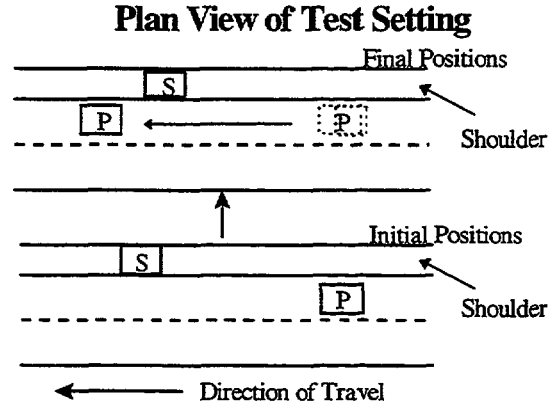 Plan View of Test Setting
Final Positions
S
P
P
Shoulder
Initial Positions
S
P
Shoulder
Direction of Travel